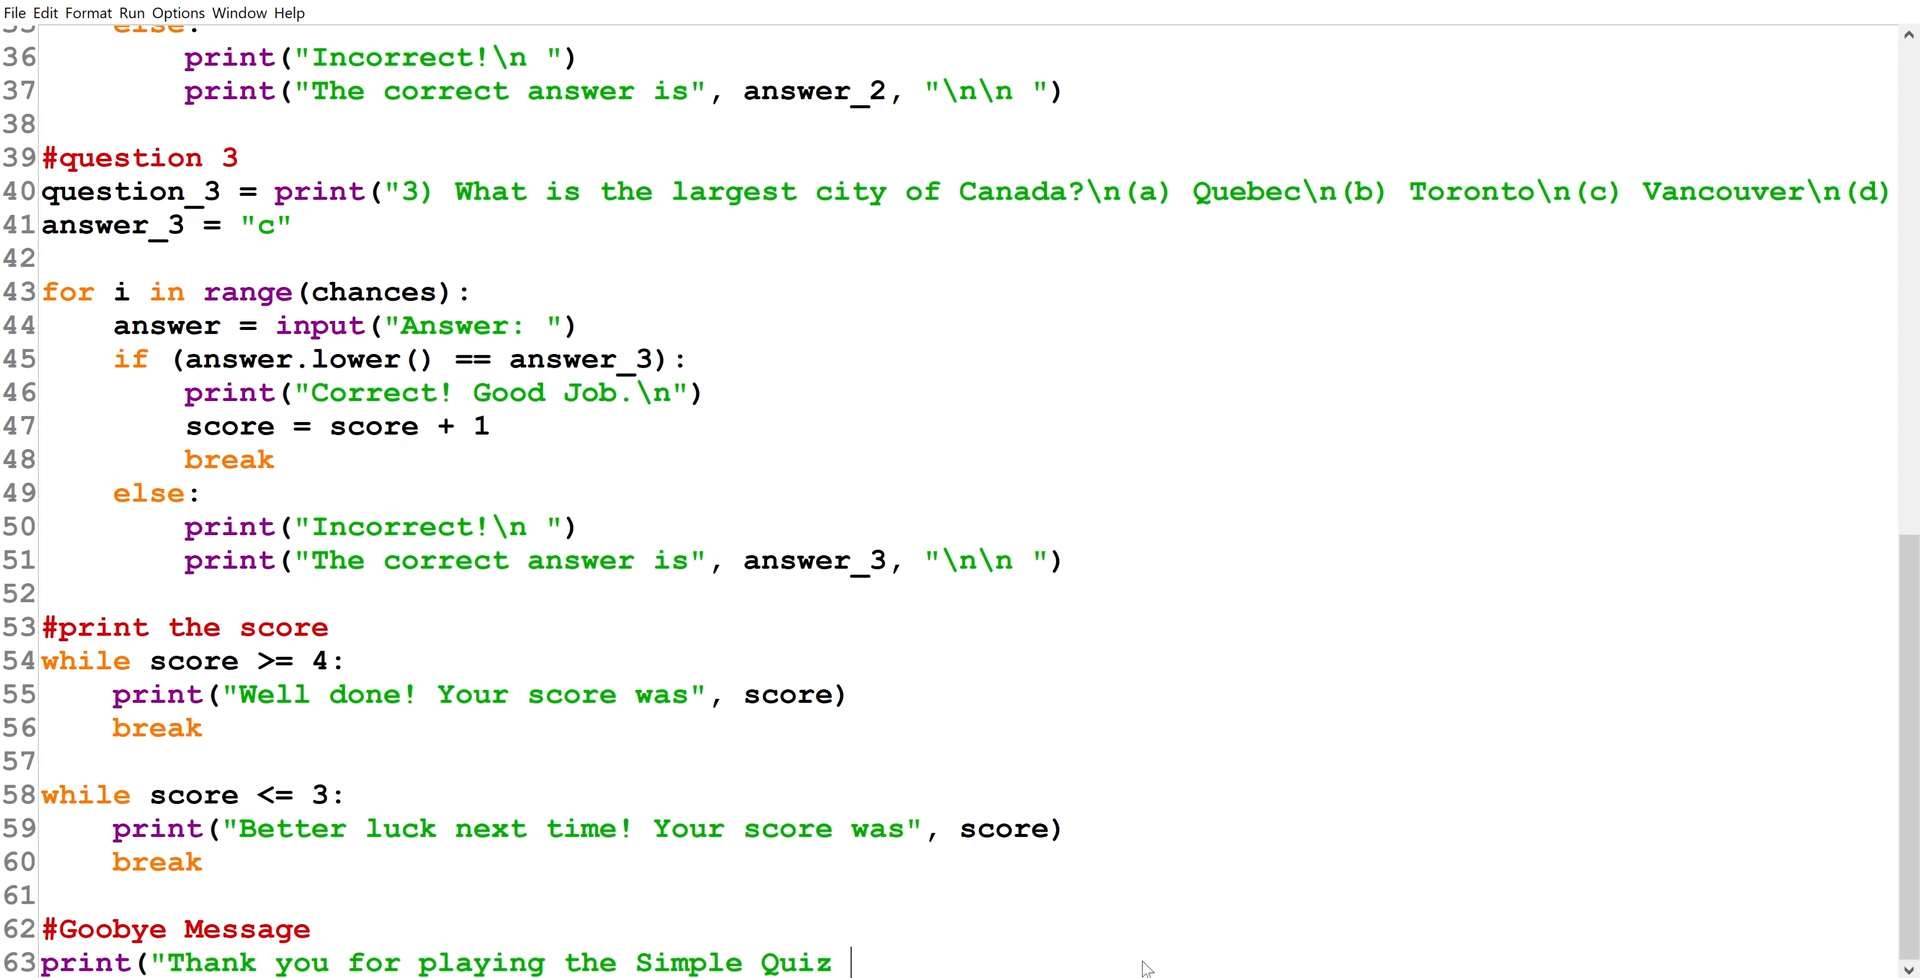 File Edit Format Run Options Window Help
35     else:
36         print("Incorrect!\n ")
37         print("The correct answer is", answer_2, "\n\n ")
38
39 #question 3
40 question_3 = print("3) What is the largest city of Canada?\n(a) Quebec\n(b) Toronto\n(c) Vancouver\n(d)
41 answer_3 = "c"
42
43 for i in range(chances):
44     answer = input("Answer: ")
45     if (answer.lower() == answer_3):
46         print("Correct! Good Job.\n")
47         score = score + 1
48         break
49     else:
50         print("Incorrect!\n ")
51         print("The correct answer is", answer_3, "\n\n ")
52
53 #print the score
54 while score >= 4:
55     print("Well done! Your score was", score)
56     break
57
58 while score <= 3:
59     print("Better luck next time! Your score was", score)
60     break
61
62 #Goobye Message
63 print("Thank you for playing the Simple Quiz